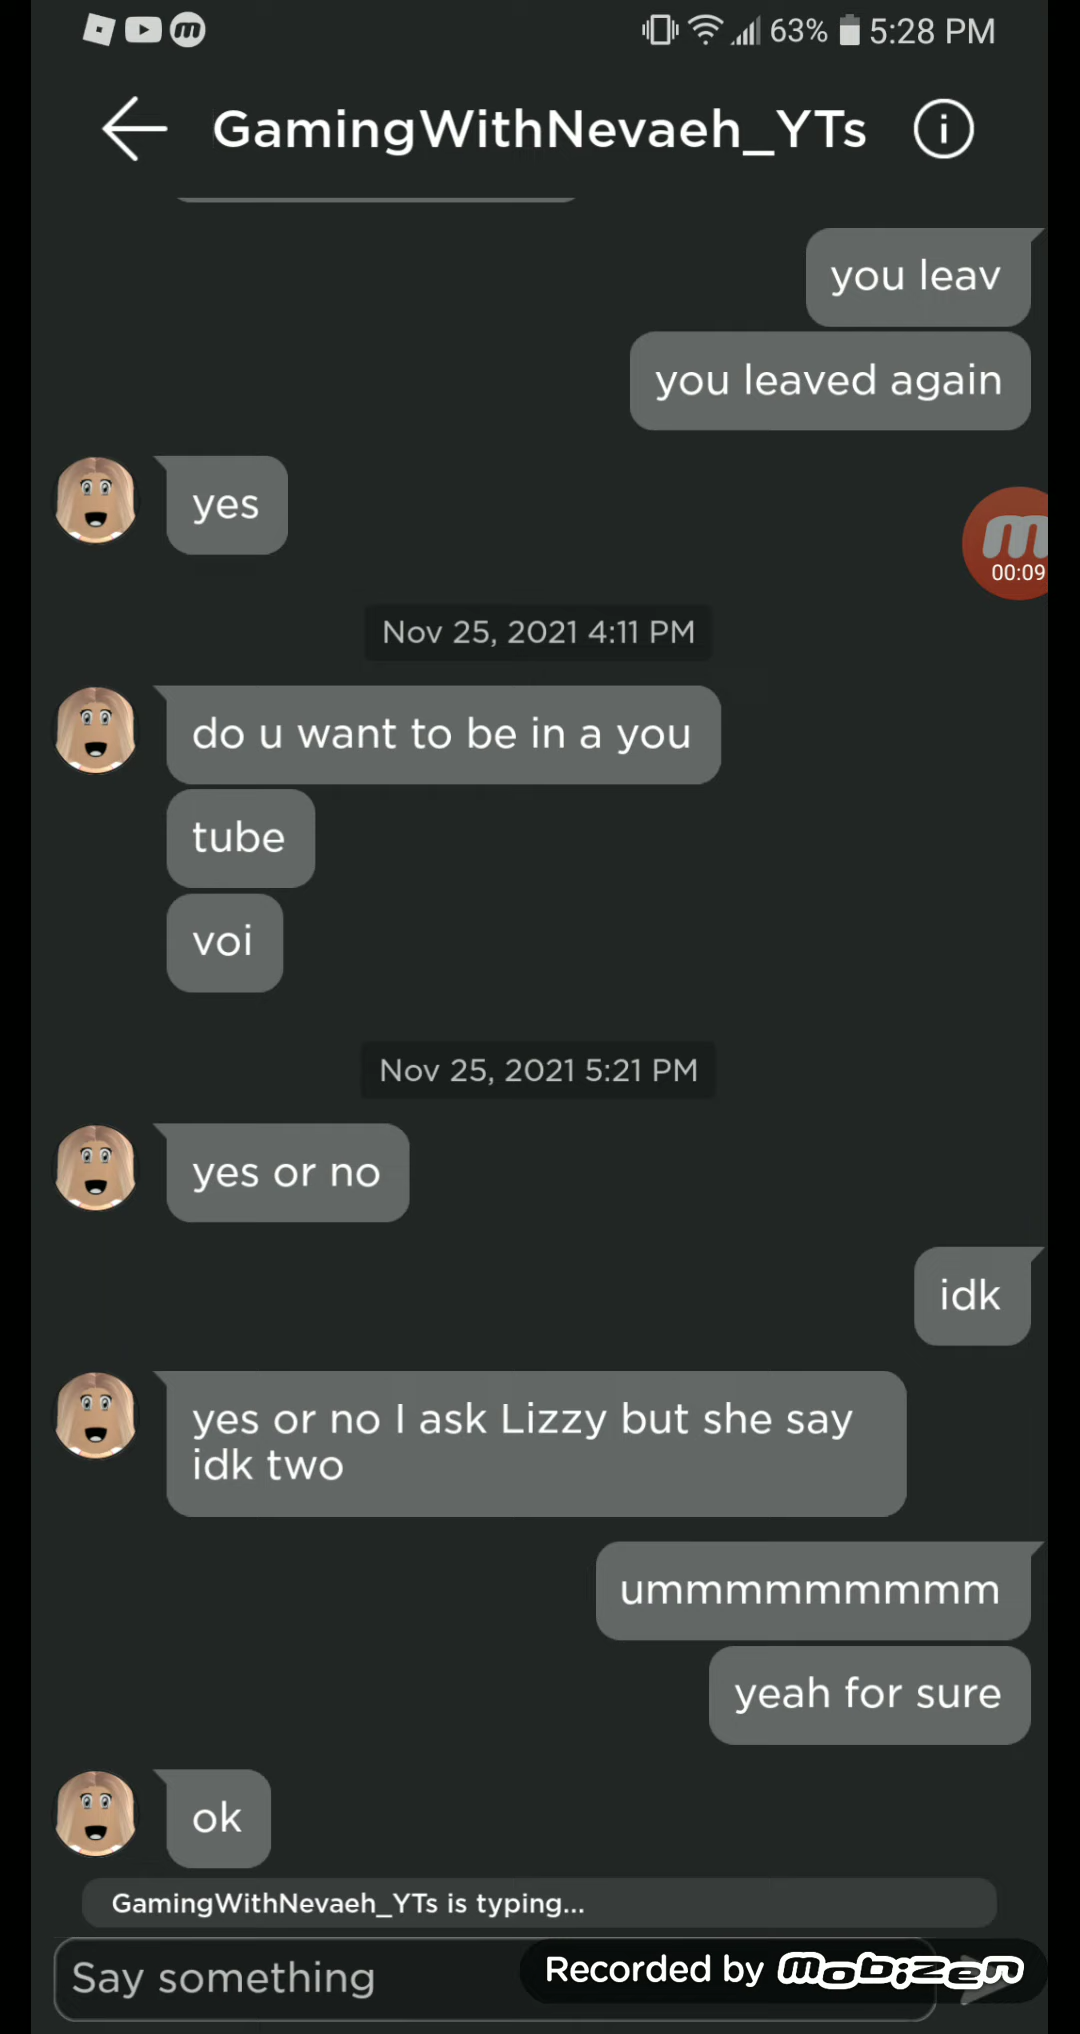 63% 5:28 PM
GamingWithNevaeh_YTs
you leav
you leaved again
yes
00:09
Nov 25, 2021 4:11 PM
do u want to be in a you
tube
voi
Nov 25, 2021 5:21 PM
yes or no
idk
yes or no I ask Lizzy but she say
idk two
ummmmmmmmm
yeah for sure
ok
GamingWithNevaeh_YTs is typing...
Say something
Recorded by mobizen